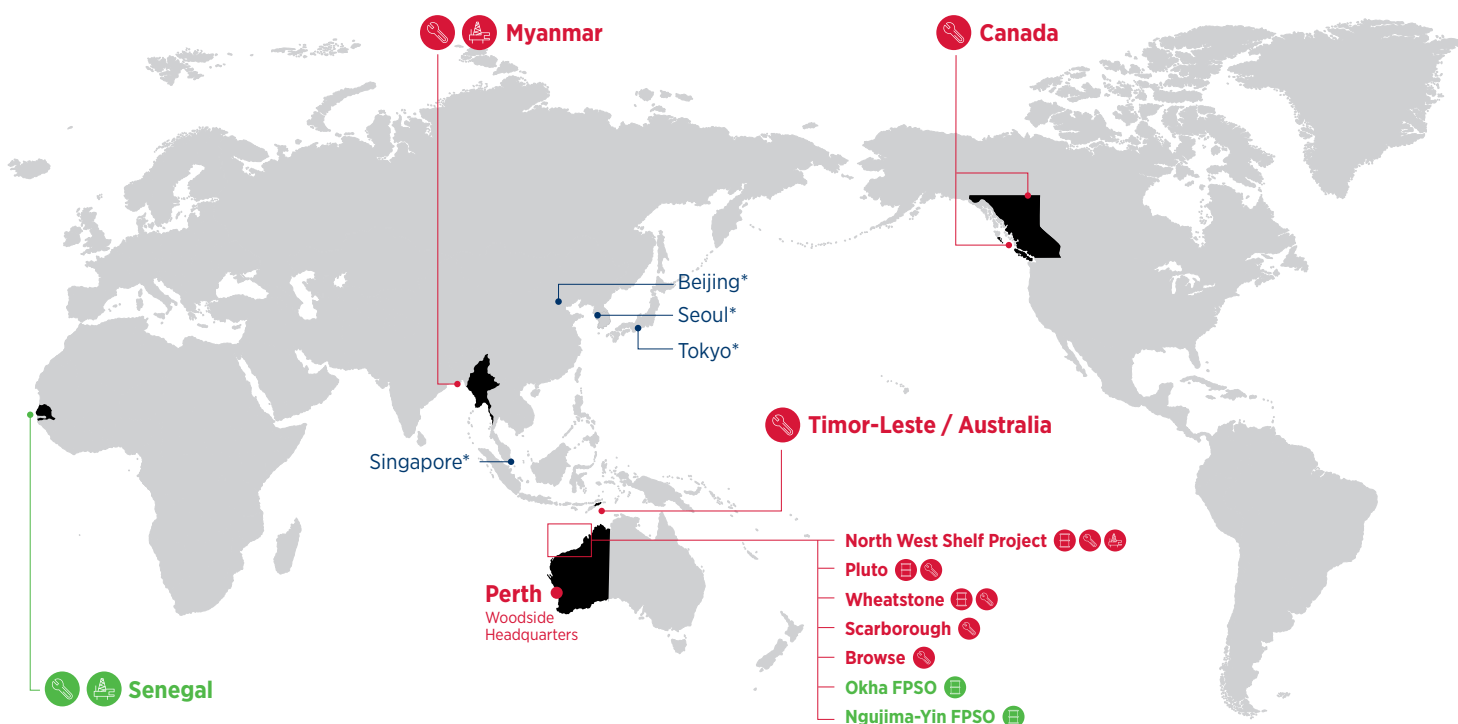 Myanmar
Canada
Beijing*
Seoul*
Tokyo*
Timor-Leste / Australia
Singapore*
North West Shelf Project
Pluto
Perth
Woodside
Headquarters
Wheatstone
Scarborough
Browse
Okha FPSO
Senegal
Ngujima-Yin FPSO